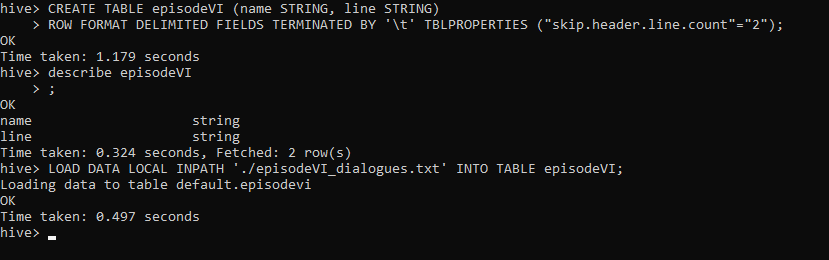 hive> CREATE TABLE episodeVI (name STRING, line STRING)
    > ROW FORMAT DELIMITED FIELDS TERMINATED BY '\t' TBLPROPERTIES ("skip.header.line.count"="2");
OK
Time taken: 1.179 seconds
hive> describe episodeVI
    > ;
OK
name                    string
line                    string
Time taken: 0.324 seconds, Fetched: 2 row(s)
hive> LOAD DATA LOCAL INPATH './episodeVI_dialogues.txt' INTO TABLE episodeVI;
Loading data to table default.episodevi
OK
Time taken: 0.497 seconds
hive>